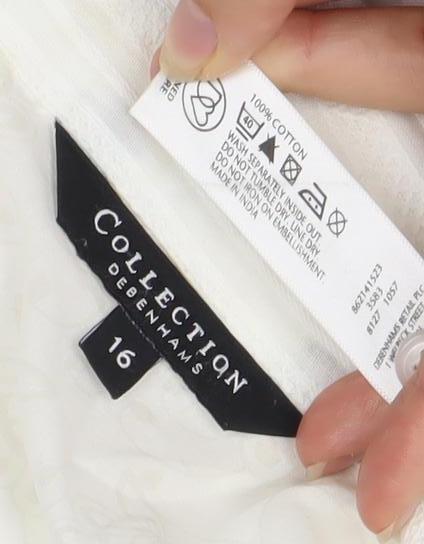 COLLECTION
DEBENHAMS
16
100% COTTON
40
WASH SEPARATELY INSIDE OUT
DO NOT TUMBLE DRY, LINE DRY
DO NOT IRON ON EMBELLISHMENT.
MADE IN INDIA
862141523
3583
8127 1057
DEBENHAMS RETAIL PLC
STREET